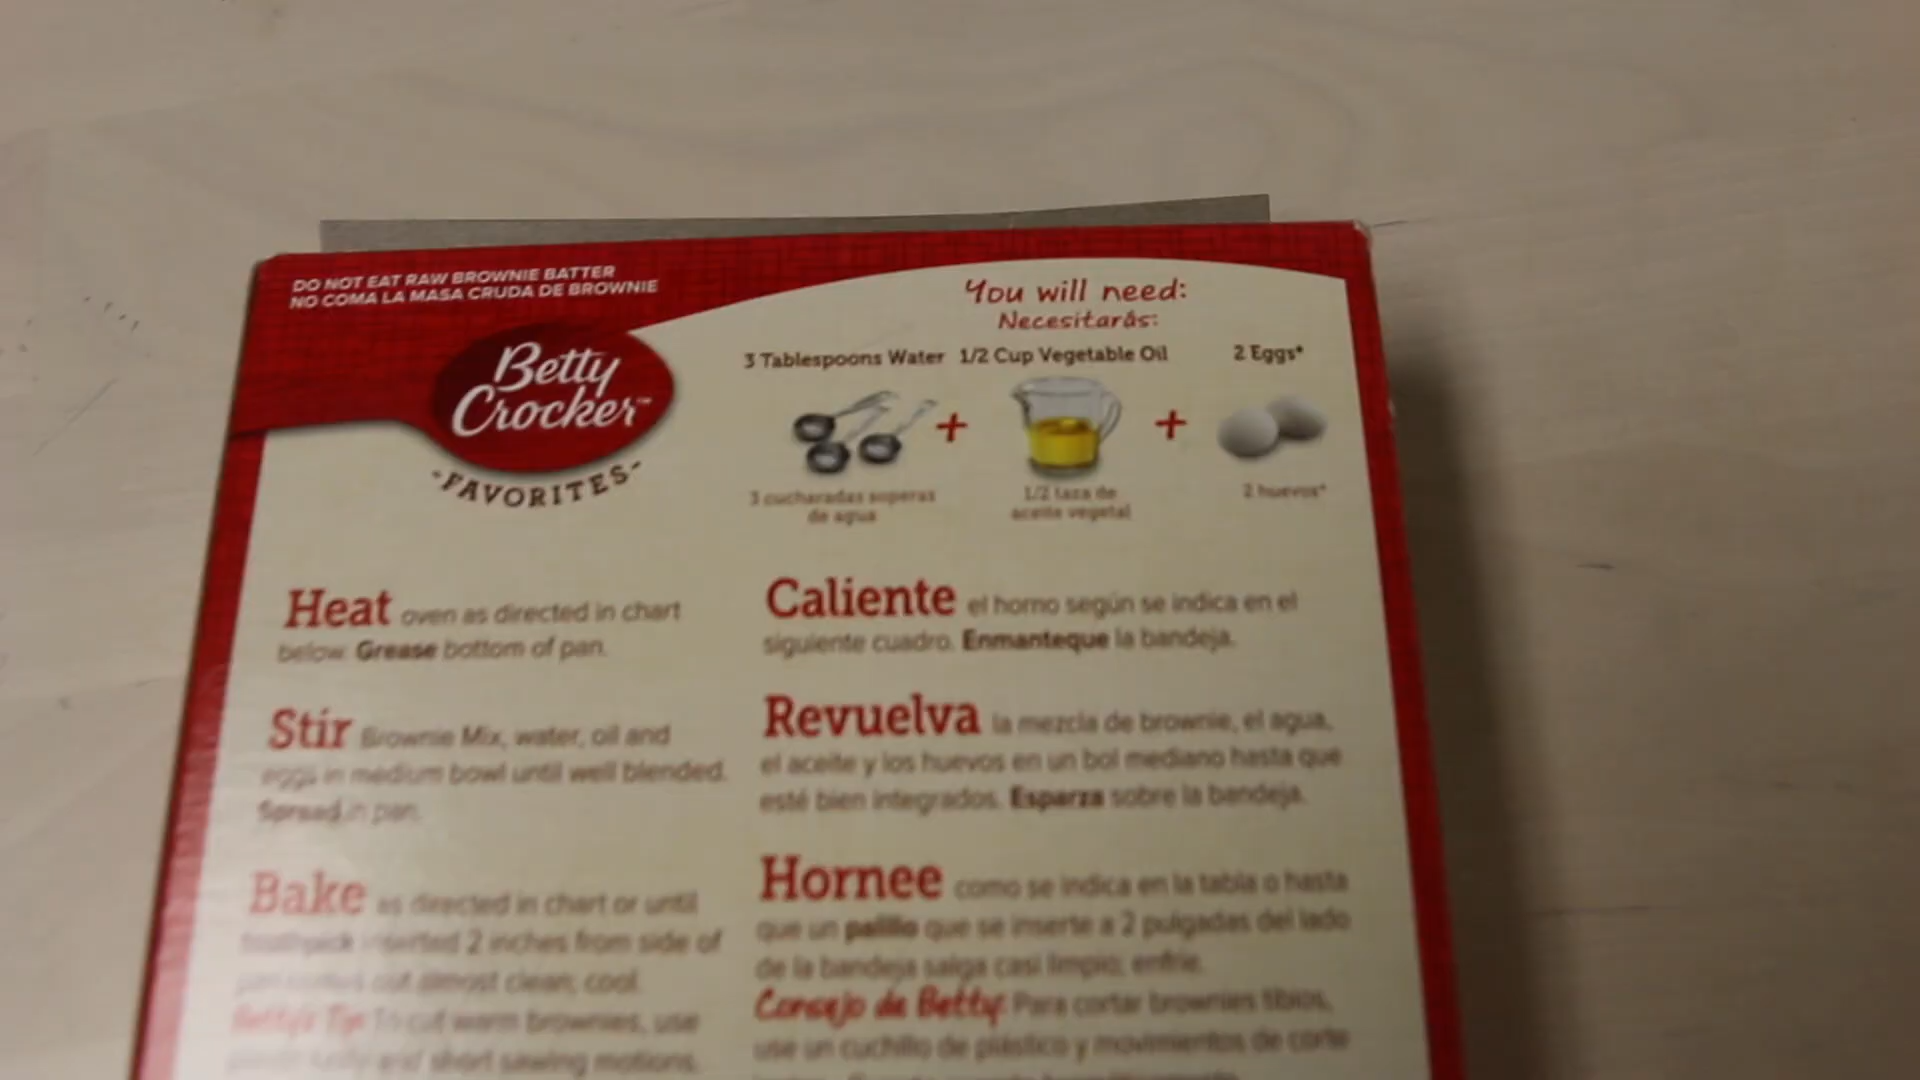 DO NOT EAT RAW BROWNIE BATTER
NO COMA LA MASA CRUDA DE BROWNIE
Betty
Crocker™
-FAVORITES-
You will need:
Necesitarás:
3 Tablespoons Water
3 cucharadas soperas
de agua
+
1/2 Cup Vegetable Oil
1/2 taza de
aceite vegetal
+
2 Eggs*
2 huevos*
Heat oven as directed in chart
below. Grease bottom of pan.
Stir Brownie Mix, water, oil and
eggs in medium bowl until well blended.
Spread in pan.
Bake as directed in chart or until
toothpick inserted 2 inches from side of
pan comes out almost clean; cool.
Betty's Tip: To cut warm brownies, use
plastic knife and short sawing motions.
Caliente el horno según se indica en el
siguiente cuadro. Enmanteque la bandeja.
Revuelva la mezcla de brownie, el agua,
el aceite y los huevos en un bol mediano hasta que
esté bien integrados. Esparza sobre la bandeja.
Hornee como se indica en la tabla o hasta
que un palillo que se inserte a 2 pulgadas del lado
de la bandeja salga casi limpio; enfríe.
Consejo de Betty: Para cortar brownies tibios,
use un cuchillo de plástico y movimientos de corte